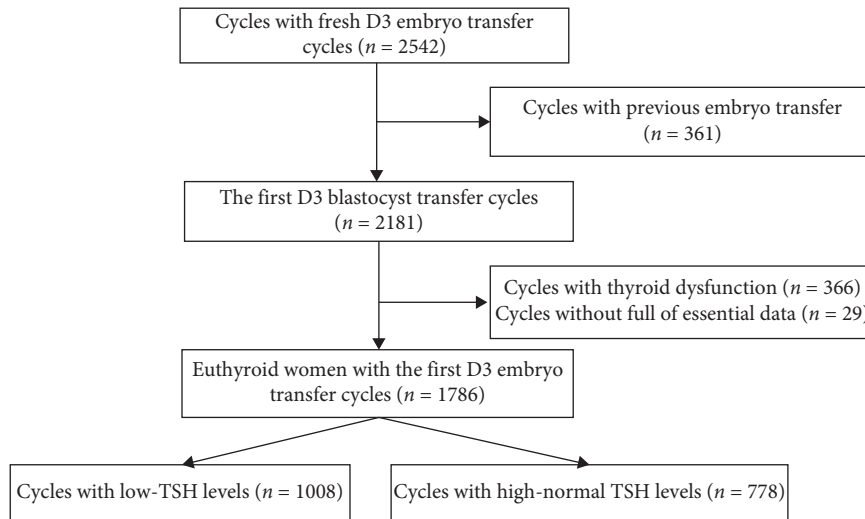 Cycles with fresh D3 embryo transfer
cycles (n = 2542)
Cycles with previous embryo transfer
(n = 361)
The first D3 blastocyst transfer cycles
(n = 2181)
Cycles with thyroid dysfunction (n = 366)
Cycles without full of essential data (n = 29)
Euthyroid women with the first D3 embryo
transfer cycles (n = 1786)
Cycles with low-TSH levels (n = 1008)
Cycles with high-normal TSH levels (n = 778)